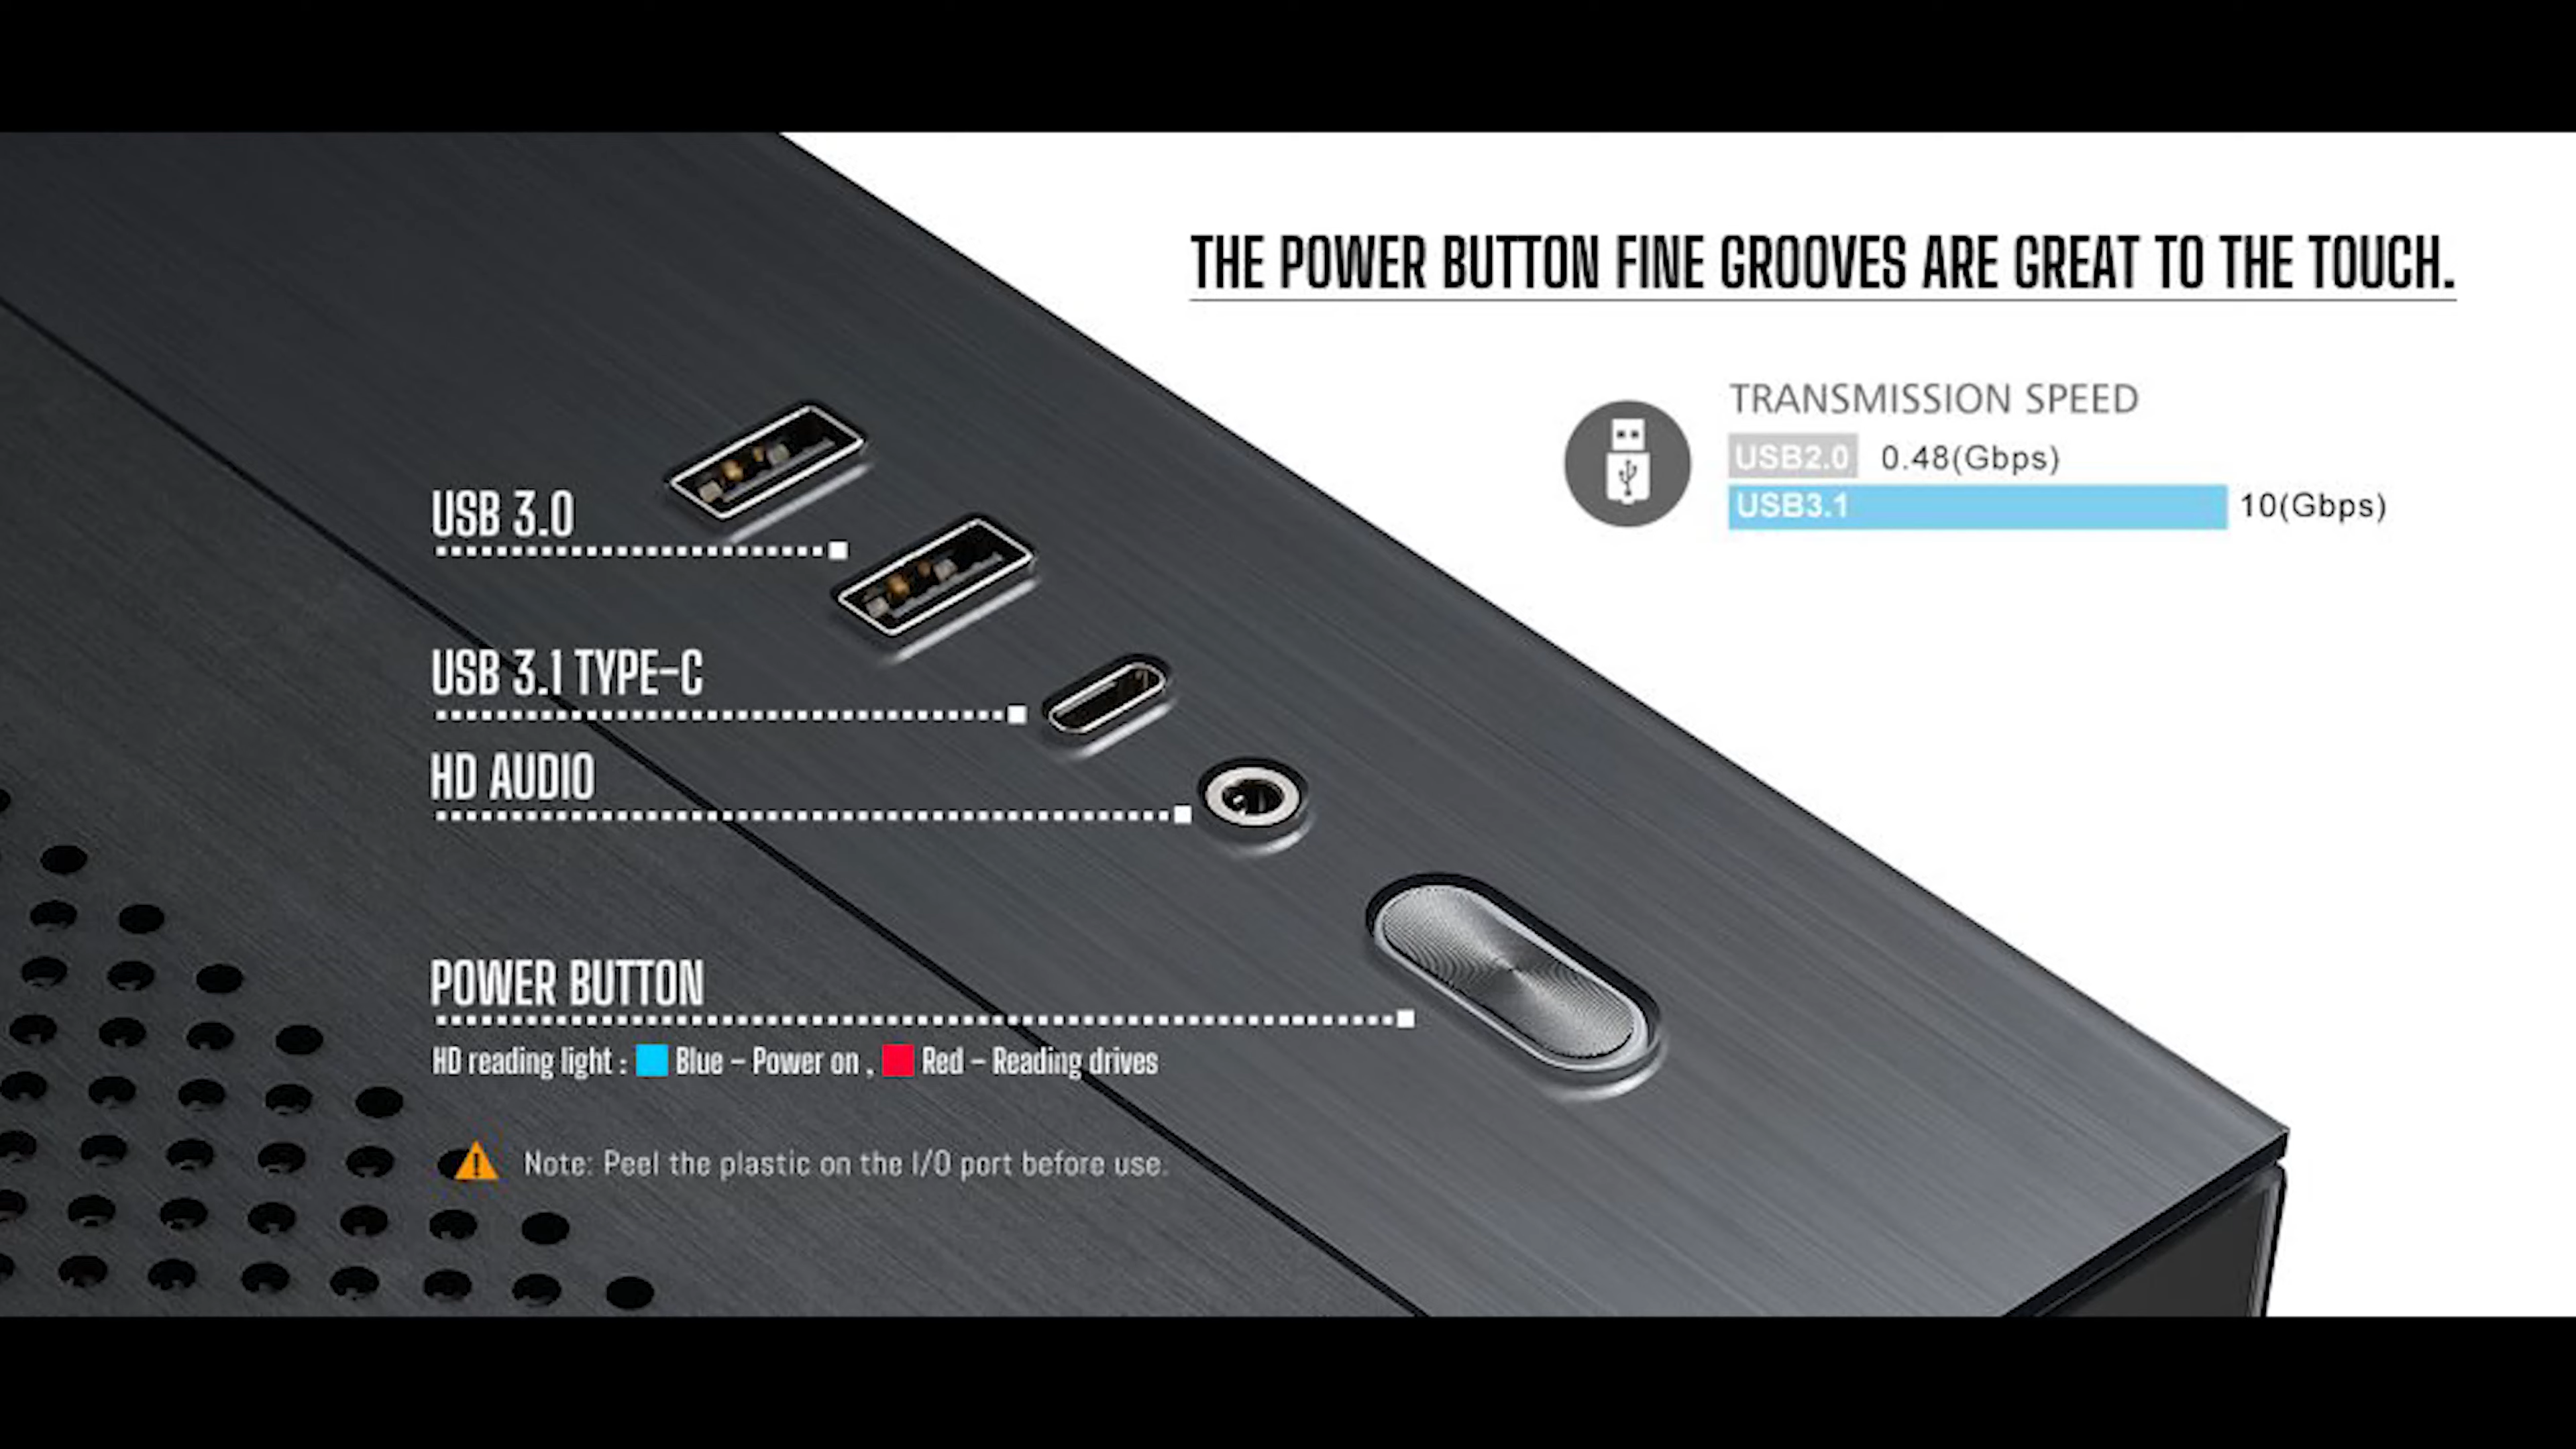 THE POWER BUTTON FINE GROOVES ARE GREAT TO THE TOUCH.
TRANSMISSION SPEED
USB2.0 0.48(Gbps)
USB3.1 10(Gbps)
USB 3.0
USB 3.1 TYPE-C
HD AUDIO
POWER BUTTON
HD reading light : Blue – Power on , Red – Reading drives
Note: Peel the plastic on the I/O port before use.